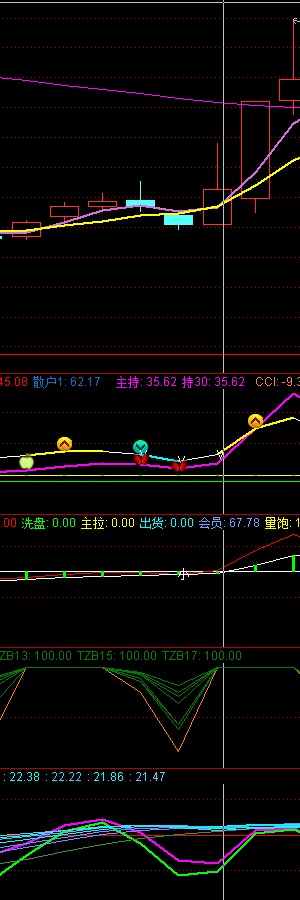 45.08 散户1: 62.17 主持: 35.62 持30: 35.62 CCI: -9.3
.00 洗盘: 0.00 主拉: 0.00 出货: 0.00 会员: 67.78 量饱: 1
小
ZB13: 100.00 TZB15: 100.00 TZB17: 100.00
: 22.38 : 22.22 : 21.86 : 21.47